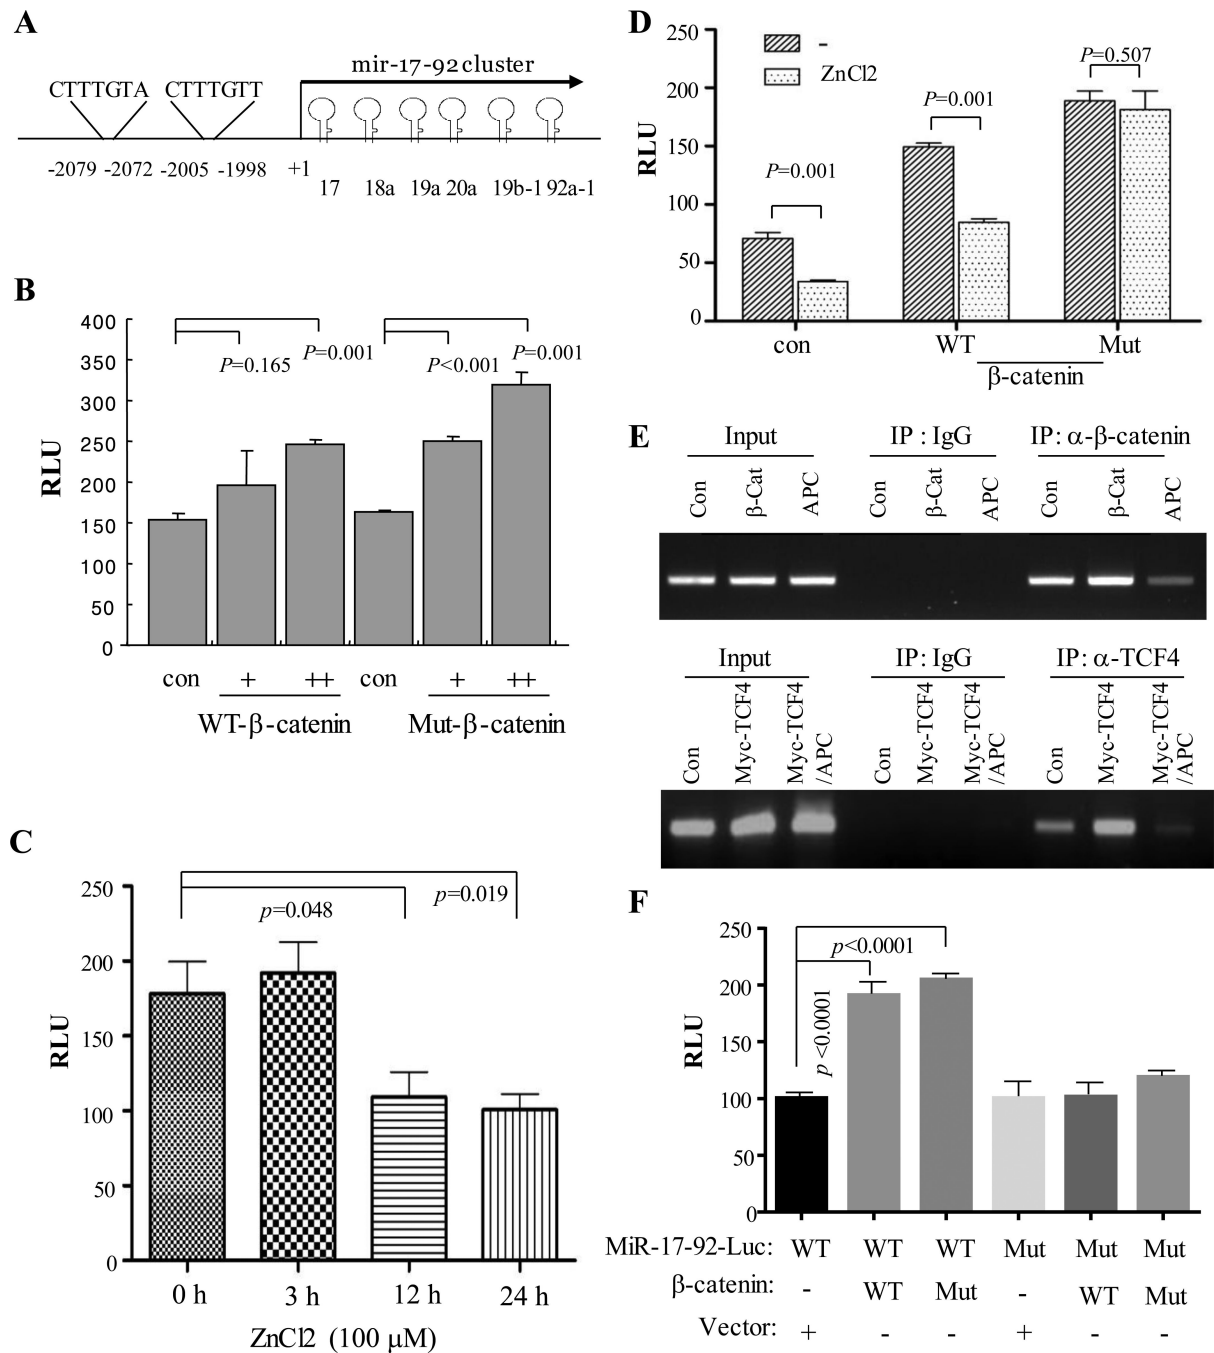 A
mir-17-92 cluster
CTTTGTA CTTTGTT
-2079 -2072 -2005 -1998 +1
17 18a 19a 20a 19b-1 92a-1
B
400
350
300
250
200
150
100
50
0
RLU
P=0.165
P=0.001
P<0.001
P=0.001
con + ++ con + ++
WT-β-catenin Mut-β-catenin
C
250
200
150
100
50
0
RLU
p=0.048
p=0.019
0 h 3 h 12 h 24 h
ZnCl2 (100 μM)
D
250
200
150
100
50
0
RLU
-
ZnCl2
P=0.001
P=0.001
P=0.507
con WT Mut
β-catenin
E
Input IP : IgG IP: α-β-catenin
Con β-Cat APC Con β-Cat APC Con β-Cat APC
Input IP: IgG IP: α-TCF4
Con Myc-TCF4 Myc-TCF4 /APC Con Myc-TCF4 Myc-TCF4 /APC Con Myc-TCF4 Myc-TCF4 /APC
F
250
200
150
100
50
0
RLU
p<0.0001
p <0.0001
MiR-17-92-Luc: WT WT WT Mut Mut Mut
β-catenin: - WT Mut - WT Mut
Vector: + - - + - -